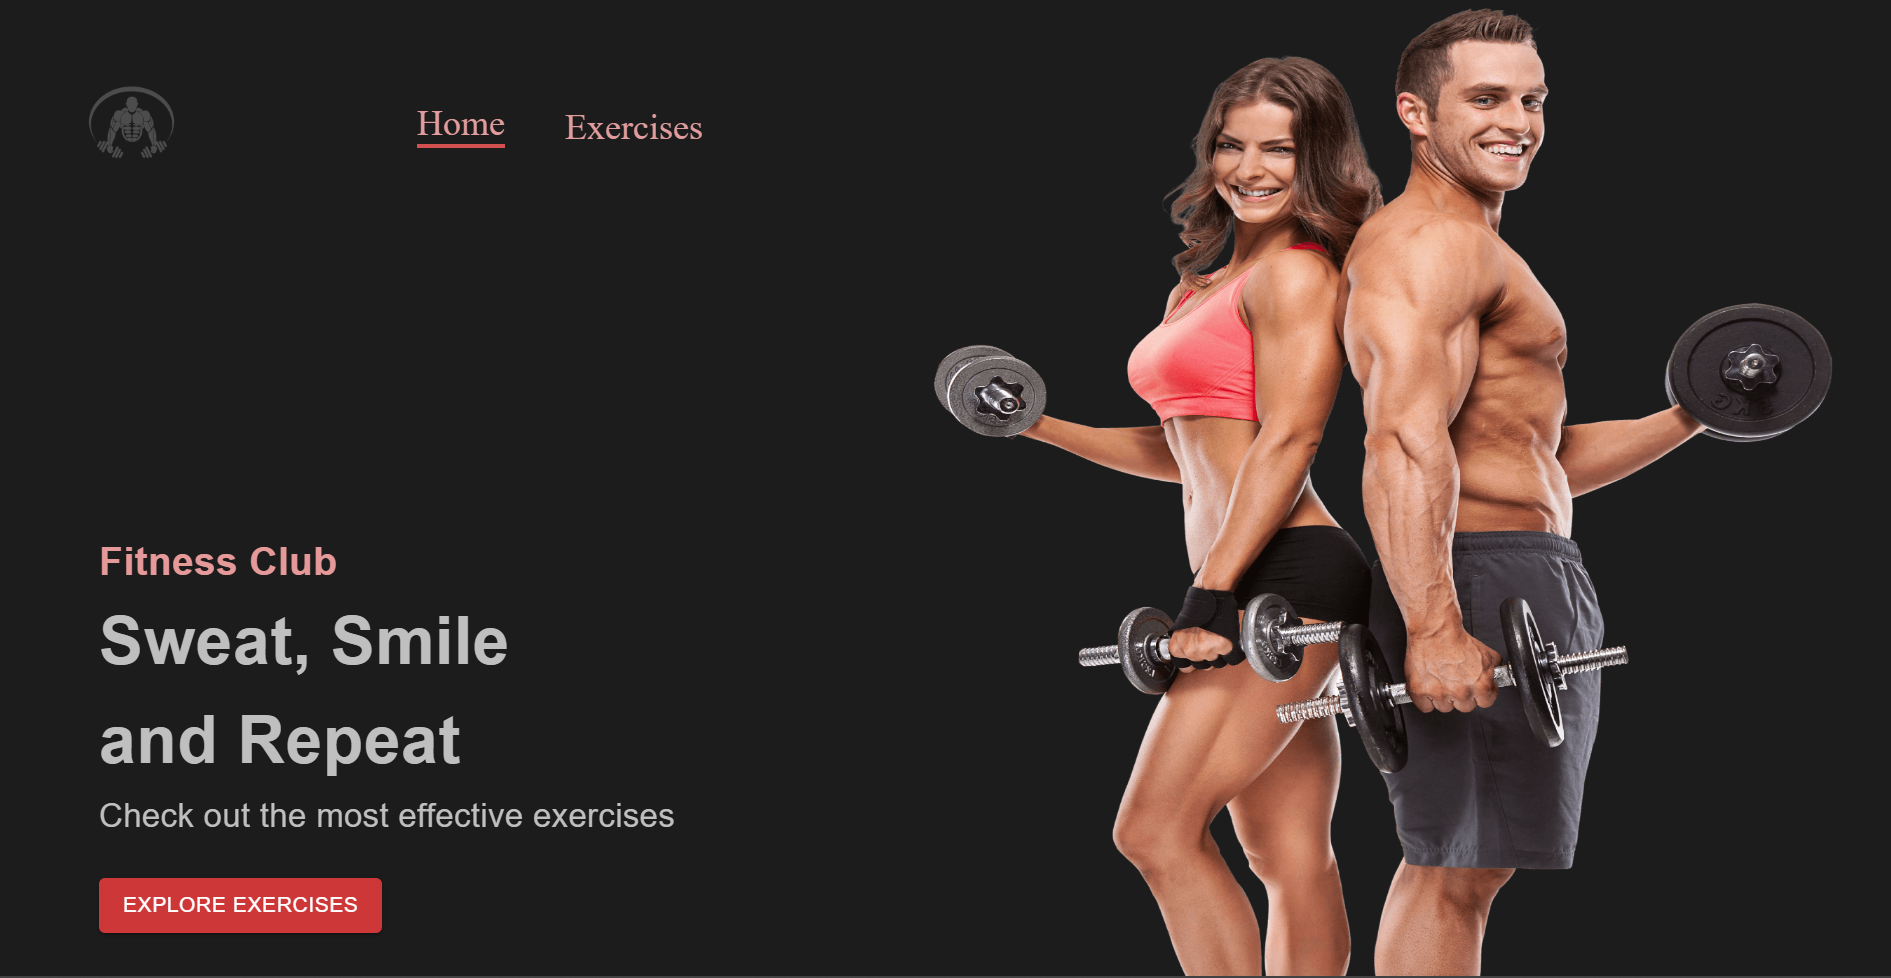 Home Exercises
Fitness Club
Sweat, Smile
and Repeat
Check out the most effective exercises
EXPLORE EXERCISES